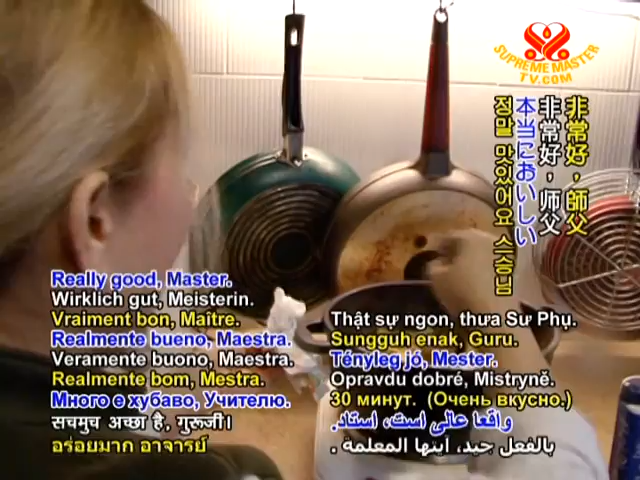 SUPREME MASTER
TV.COM
非常好，師父
非常好，师父
本当においしい
정말 맛있어요 스승님
Really good, Master.
Wirklich gut, Meisterin.
Vraiment bon, Maître.
Realmente bueno, Maestra.
Veramente buono, Maestra.
Realmente bom, Mestra.
Много е хубаво, Учителю.
सचमुच अच्छा है, गुरूजी।
อร่อยมาก อาจารย์
Thật sự ngon, thưa Sư Phụ.
Sungguh enak, Guru.
Tényleg jó, Mester.
Opravdu dobré, Mistryně.
30 минут. (Очень вкусно.)
واقعا عالی است، استاد.
بالفعل جيد، ايتها المعلمة .